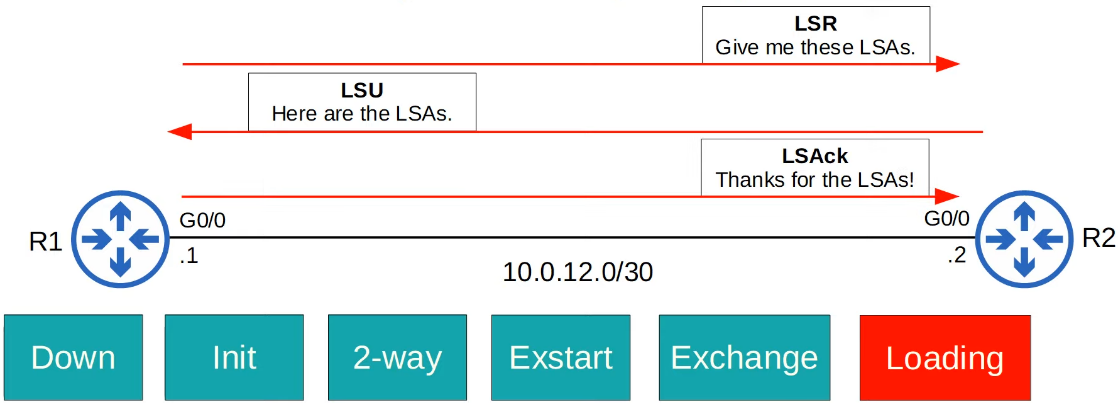 LSR
Give me these LSAs.
LSU
Here are the LSAs.
LSAck
Thanks for the LSAs!
R1
G0/0
.1
10.0.12.0/30
G0/0
.2
R2
Down
Init
2-way
Exstart
Exchange
Loading